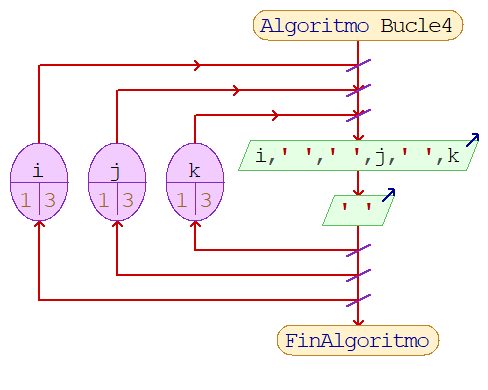 Algoritmo Bucle4
i j k i,' ',' ',j,' ',k
1 3 1 3 1 3 ' '
FinAlgoritmo